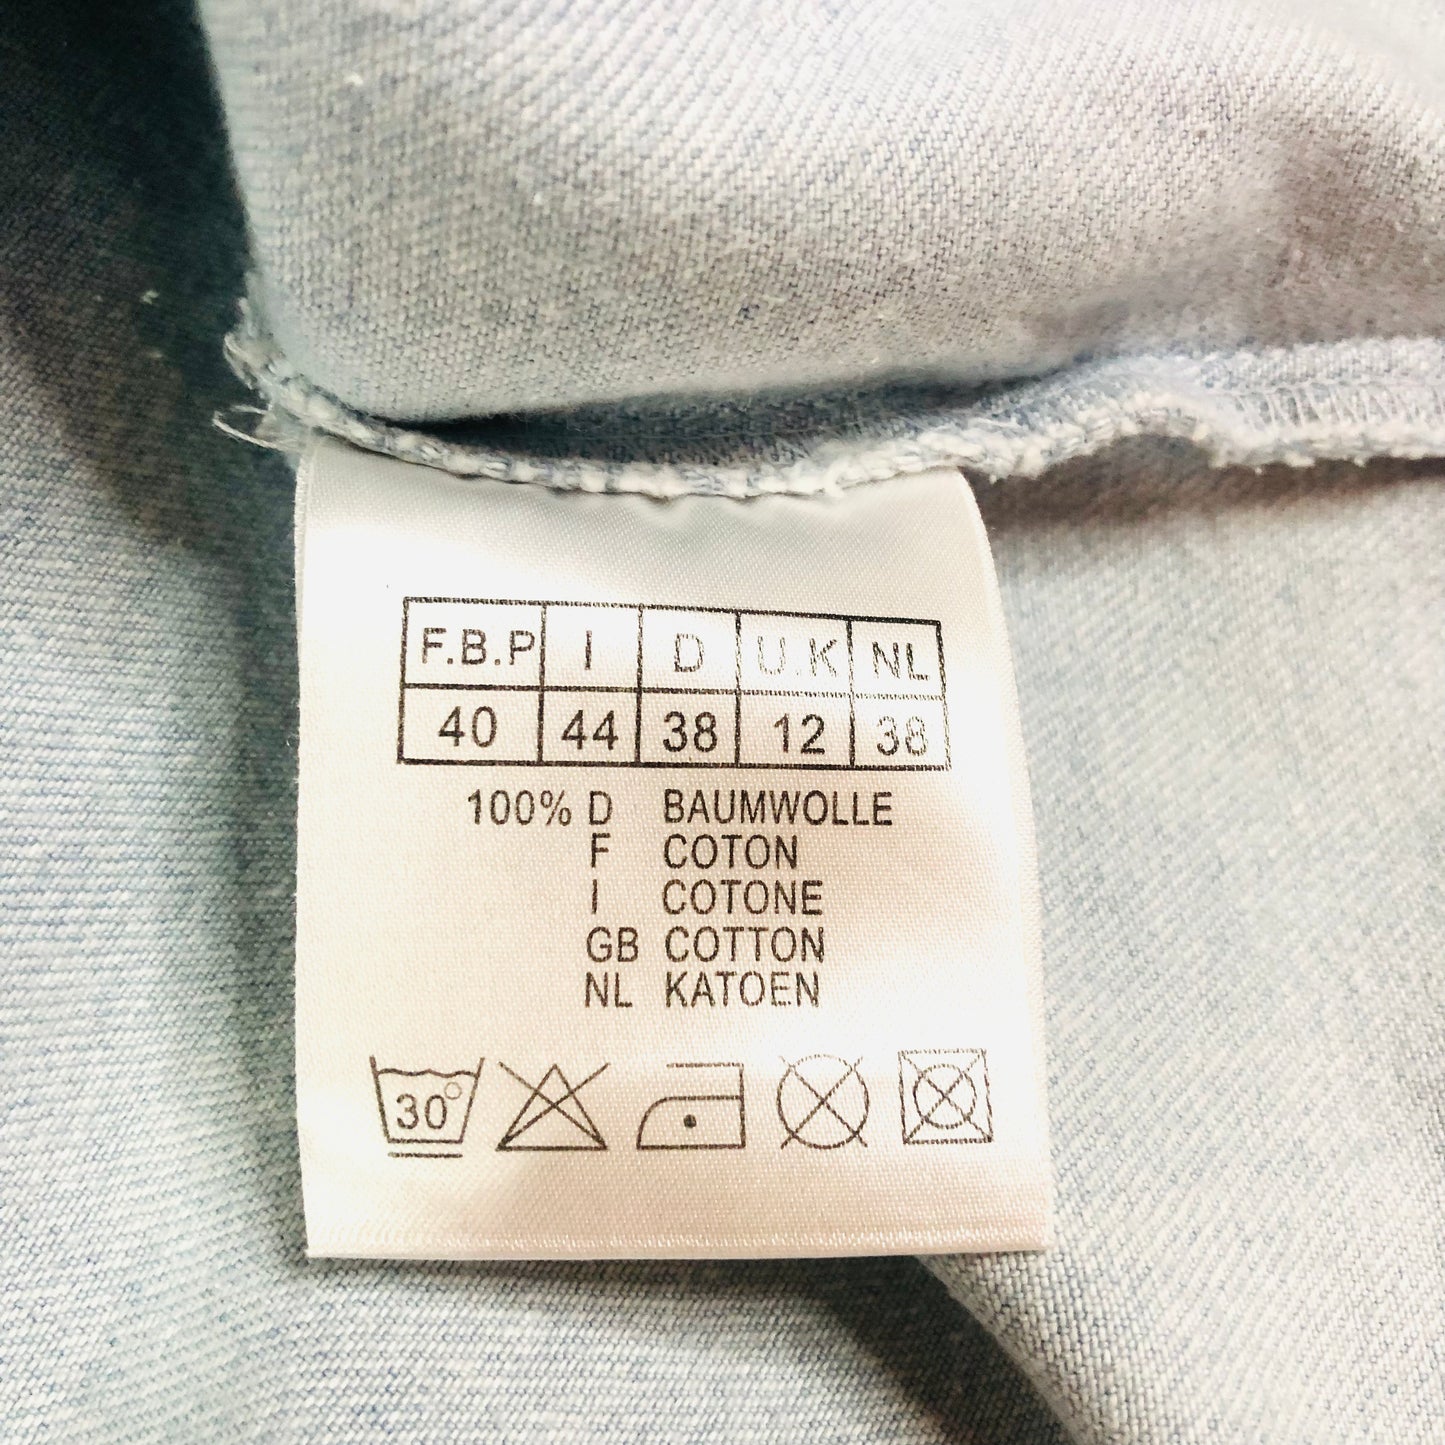 F.B.P I D U.K NL
40 44 38 12 38
100% D BAUMWOLLE
F COTON
I COTONE
GB COTTON
NL KATOEN
30°